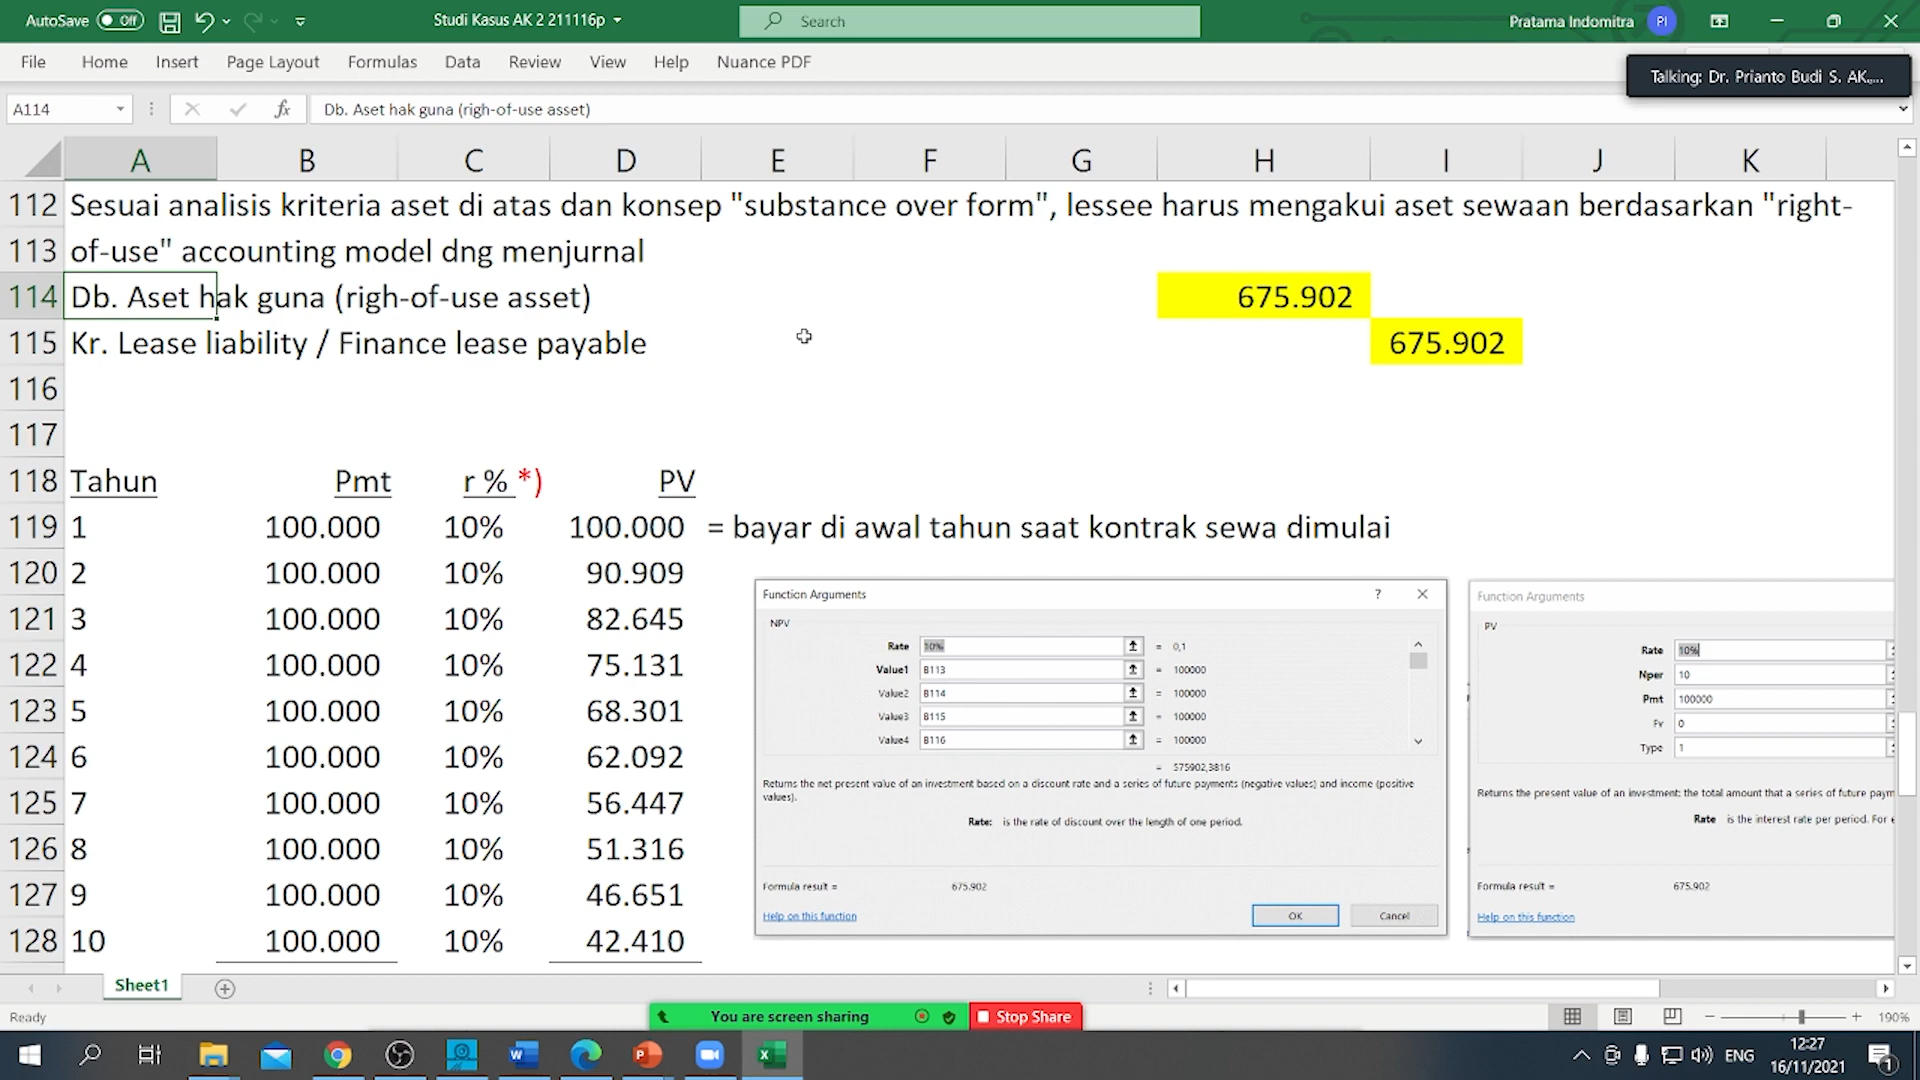 AutoSave Off
Studi Kasus AK 2 211116p
Search
Pratama Indomitra
PI
File Home Insert Page Layout Formulas Data Review View Help Nuance PDF
Talking: Dr. Prianto Budi S. AK,...
A114
fx
Db. Aset hak guna (righ-of-use asset)
A B C D E F G H I J K
112 Sesuai analisis kriteria aset di atas dan konsep "substance over form", lessee harus mengakui aset sewaan berdasarkan "right-
113 of-use" accounting model dng menjurnal
114 Db. Aset hak guna (righ-of-use asset) 675.902
115 Kr. Lease liability / Finance lease payable 675.902
116
117
118 Tahun Pmt r % *) PV
119 1 100.000 10% 100.000 = bayar di awal tahun saat kontrak sewa dimulai
120 2 100.000 10% 90.909
121 3 100.000 10% 82.645
122 4 100.000 10% 75.131
123 5 100.000 10% 68.301
124 6 100.000 10% 62.092
125 7 100.000 10% 56.447
126 8 100.000 10% 51.316
127 9 100.000 10% 46.651
128 10 100.000 10% 42.410
Function Arguments ?
NPV
Rate 10% = 0,1
Value1 B113 = 100000
Value2 B114 = 100000
Value3 B115 = 100000
Value4 B116 = 100000
= 575902,3816
Returns the net present value of an investment based on a discount rate and a series of future payments (negative values) and income (positive
values).
Rate: is the rate of discount over the length of one period.
Formula result = 675.902
Help on this function
OK Cancel
Function Arguments
PV
Rate 10%
Nper 10
Pmt 100000
Fv 0
Type 1
Returns the present value of an investment: the total amount that a series of future paym
Rate is the interest rate per period. For e
Formula result = 675.902
Help on this function
Sheet1
Ready
You are screen sharing
Stop Share
190%
ENG
12:27
16/11/2021
1